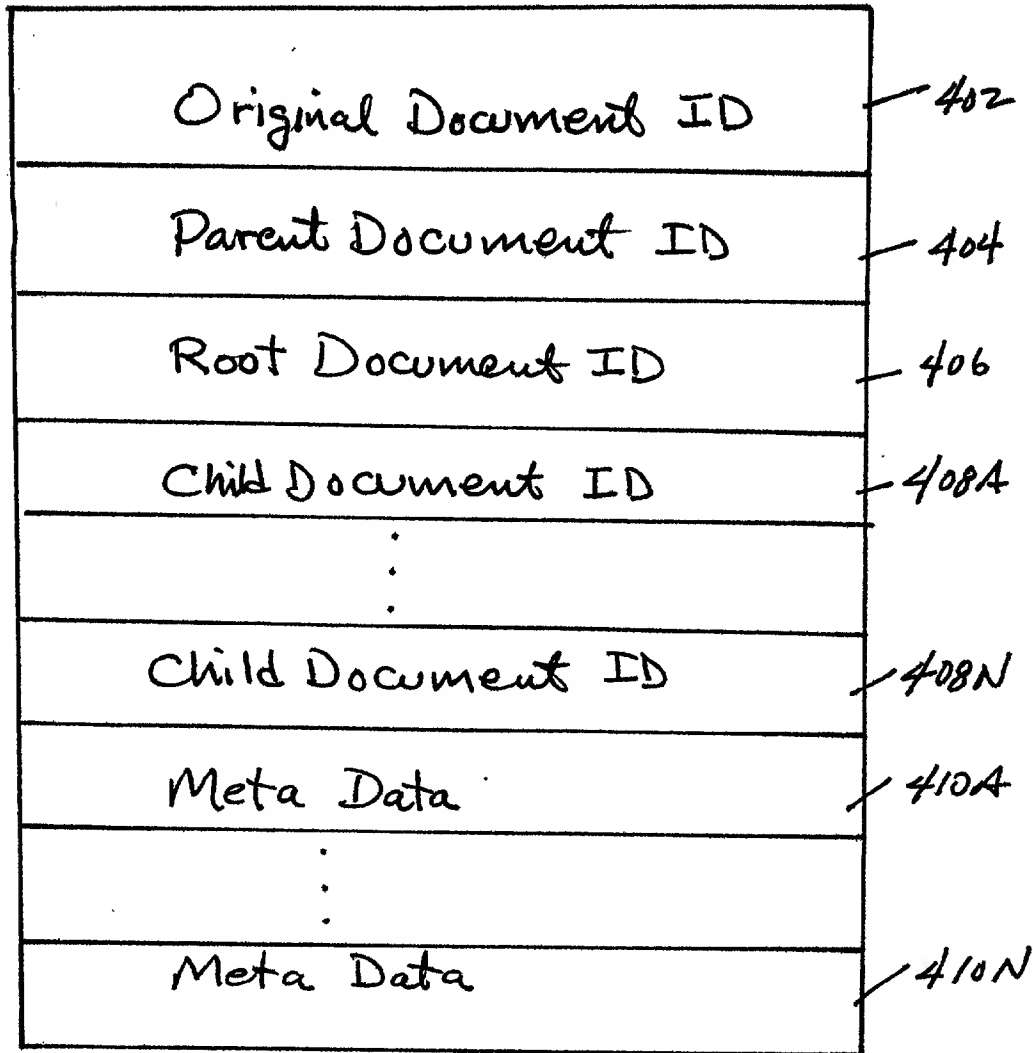 Original Document ID 402
Parent Document ID 404
Root Document ID 406
Child Document ID 408A
Child Document ID 408N
Meta Data 410A
Meta Data 410N